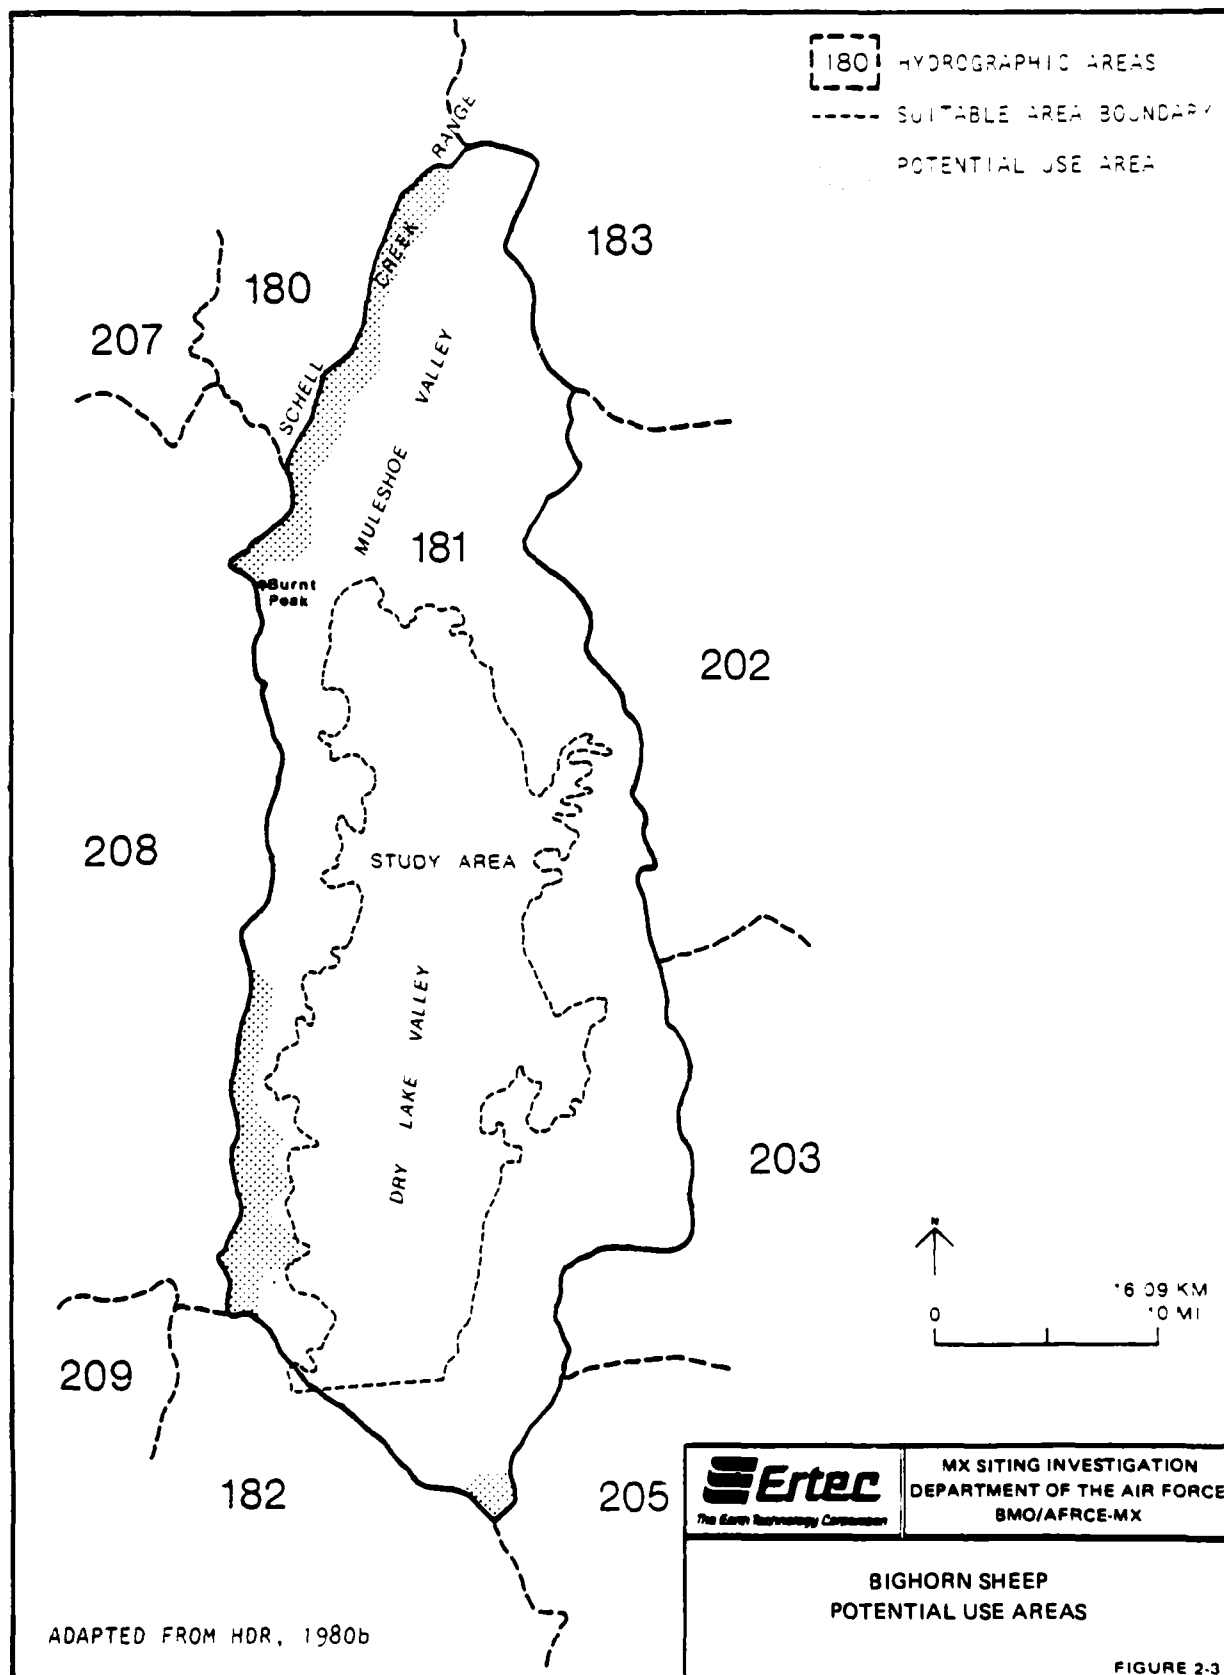 180 HYDROGRAPHIC AREAS
SUITABLE AREA BOUNDARY
POTENTIAL USE AREA
SCHELL CREEK RANGE
183
180
207
MULESHOE VALLEY
181
Burnt
Peak
202
208
STUDY AREA
DRY LAKE VALLEY
203
N
16 09 KM
0 10 MI
209
182
205
Ertec
The Earth Technology Corporation
MX SITING INVESTIGATION
DEPARTMENT OF THE AIR FORCE
BMO/AFRCE-MX
BIGHORN SHEEP
POTENTIAL USE AREAS
ADAPTED FROM HDR, 1980b
FIGURE 2-3